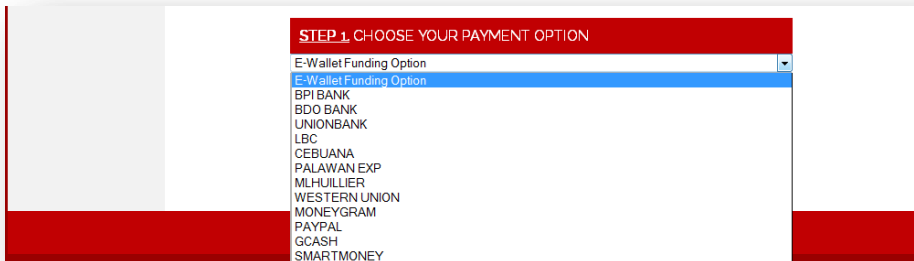 STEP 1. CHOOSE YOUR PAYMENT OPTION
E-Wallet Funding Option
E-Wallet Funding Option
BPI BANK
BDO BANK
UNIONBANK
LBC
CEBUANA
PALAWAN EXP
MLHUILLIER
WESTERN UNION
MONEYGRAM
PAYPAL
GCASH
SMARTMONEY